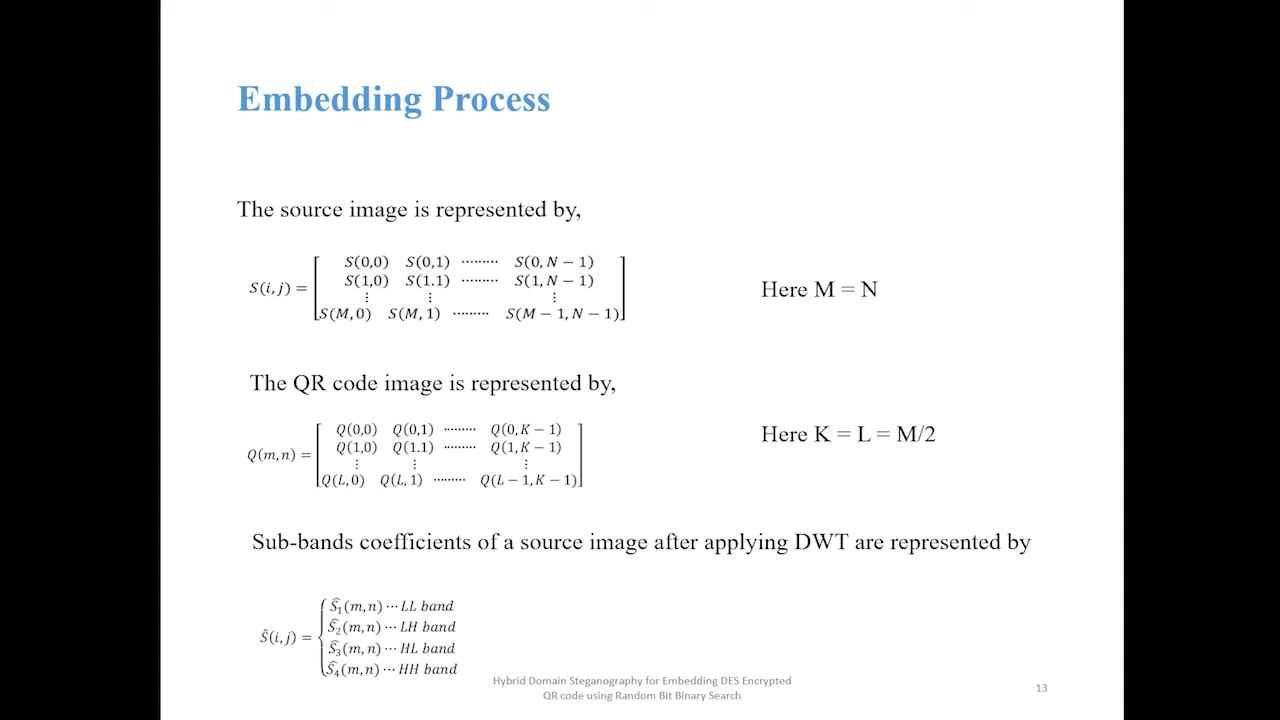 Embedding Process
The source image is represented by,
S(0,0) S(0,1) ⋯⋯⋯ S(0, N − 1)
S(1,0) S(1.1) ⋯⋯⋯ S(1, N − 1)
S(i, j) = ⋮ ⋮ ⋮
S(M, 0) S(M, 1) ⋯⋯⋯ S(M − 1, N − 1)
Here M = N
The QR code image is represented by,
Q(0,0) Q(0,1) ⋯⋯⋯ Q(0, K − 1)
Q(1,0) Q(1.1) ⋯⋯⋯ Q(1, K − 1)
Q(m, n) = ⋮ ⋮ ⋮
Q(L, 0) Q(L, 1) ⋯⋯⋯ Q(L − 1, K − 1)
Here K = L = M/2
Sub-bands coefficients of a source image after applying DWT are represented by
Ŝ(i, j) =
Ŝ₁(m, n) ⋯ LL band
Ŝ₂(m, n) ⋯ LH band
Ŝ₃(m, n) ⋯ HL band
Ŝ₄(m, n) ⋯ HH band
Hybrid Domain Steganography for Embedding DES Encrypted
QR code using Random Bit Binary Search
13